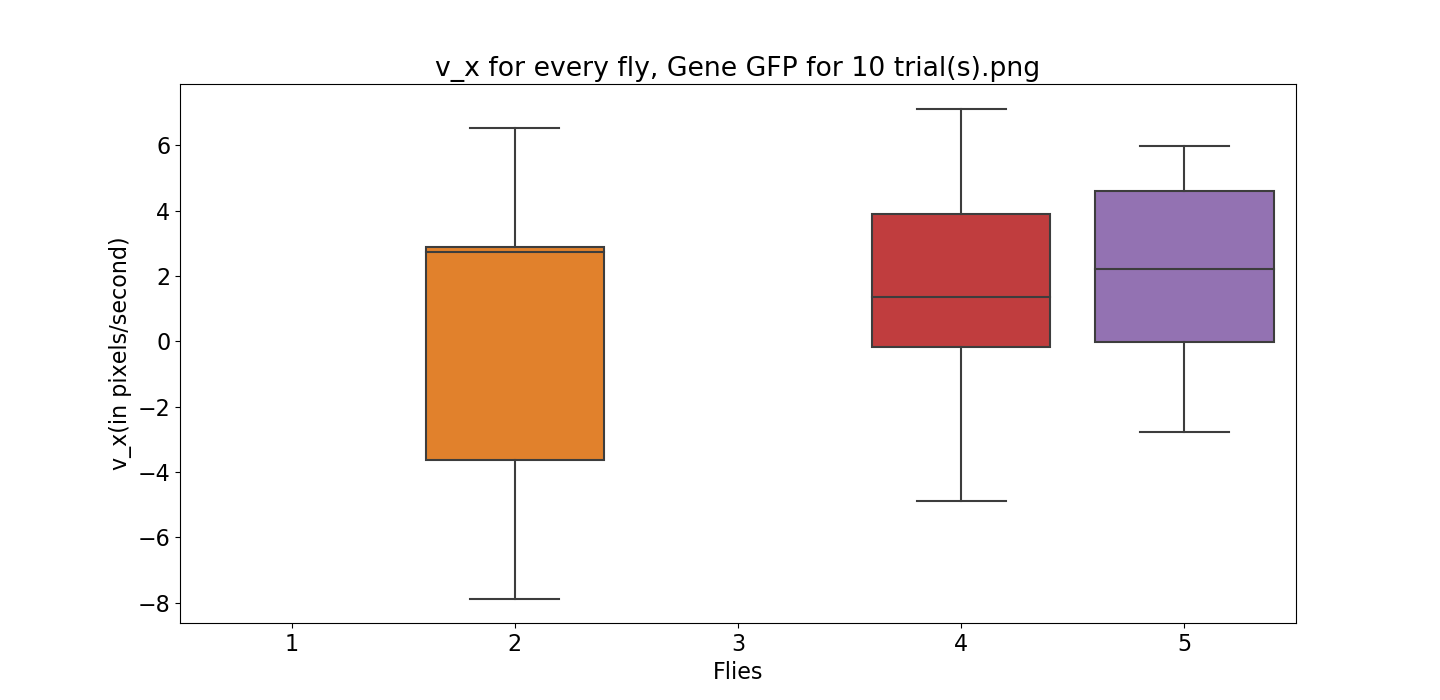 v_x for every fly, Gene GFP for 10 trial(s).png
v_x(in pixels/second)
6
4
2
0
−2
−4
−6
−8
1 2 3 4 5
Flies